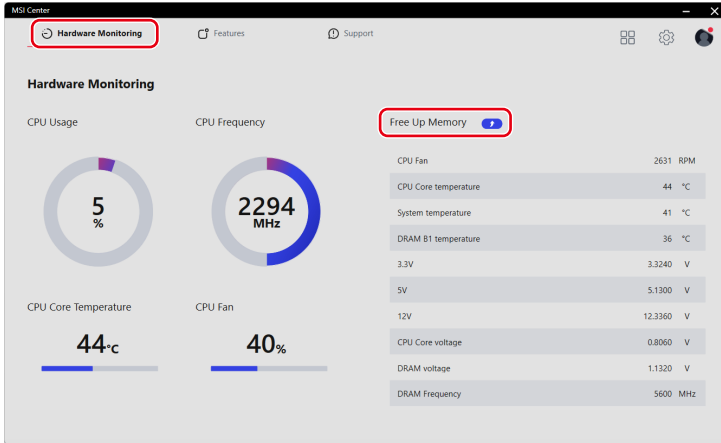 MSI Center
Hardware Monitoring
Features
Support
Hardware Monitoring
CPU Usage
CPU Frequency
Free Up Memory
5
%
2294
MHz
CPU Fan 2631 RPM
CPU Core temperature 44 °C
System temperature 41 °C
DRAM B1 temperature 36 °C
3.3V 3.3240 V
5V 5.1300 V
12V 12.3360 V
CPU Core voltage 0.8060 V
DRAM voltage 1.1320 V
DRAM Frequency 5600 MHz
CPU Core Temperature
CPU Fan
44°C
40%